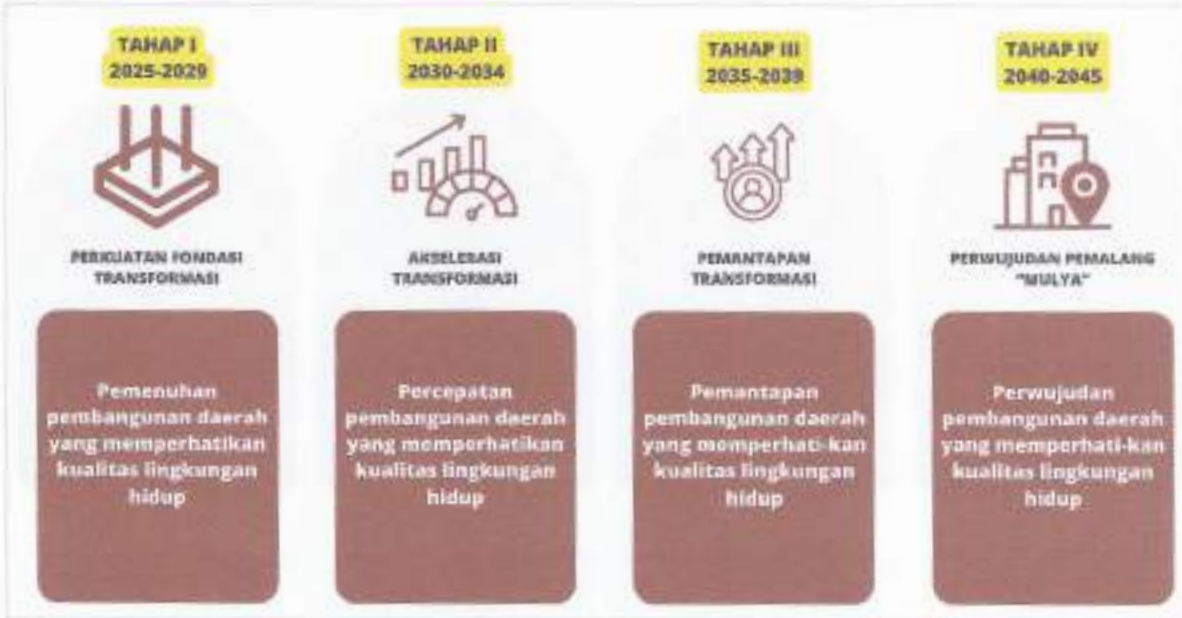 TAHAP I
2025-2029
PERKUATAN FONDASI
TRANSFORMASI
Pemenuhan
pembangunan daerah
yang memperhatikan
kualitas lingkungan
hidup
TAHAP II
2030-2034
AKSELERASI
TRANSFORMASI
Percepatan
pembangunan daerah
yang memperhatikan
kualitas lingkungan
hidup
TAHAP III
2035-2039
PEMANTAPAN
TRANSFORMASI
Pemantapan
pembangunan daerah
yang memperhati-kan
kualitas lingkungan
hidup
TAHAP IV
2040-2045
PERWUJUDAN PEMALANG
"MULYA"
Perwujudan
pembangunan daerah
yang memperhati-kan
kualitas lingkungan
hidup